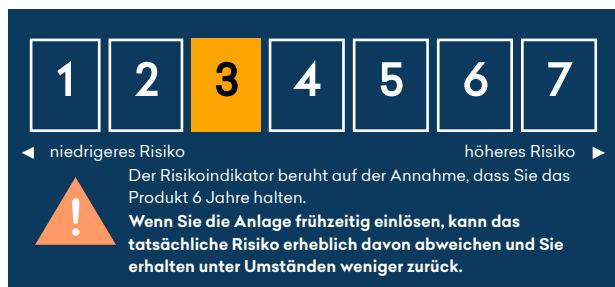 1 2 3 4 5 6 7
◄ niedrigeres Risiko höheres Risiko ►
Der Risikoindikator beruht auf der Annahme, dass Sie das
Produkt 6 Jahre halten.
!
Wenn Sie die Anlage frühzeitig einlösen, kann das
tatsächliche Risiko erheblich davon abweichen und Sie
erhalten unter Umständen weniger zurück.